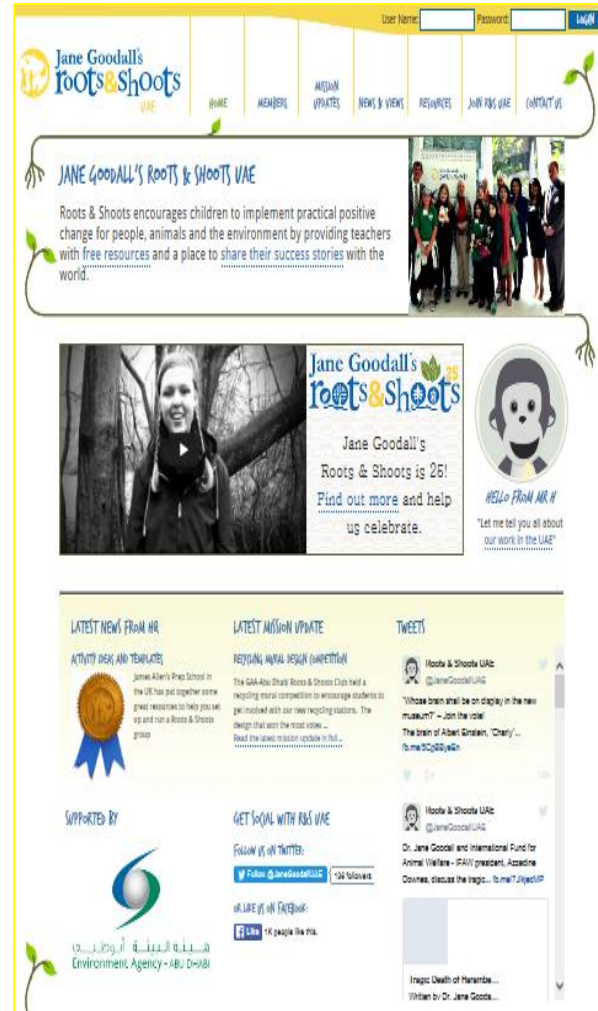 User Name:
Password:
LOGIN
Jane Goodall's
roots&shoots
UAE
HOME
MEMBERS
MISSION
UPDATES
NEWS & VIEWS
RESOURCES
JOIN R&S UAE
CONTACT US
JANE GOODALL'S ROOTS & SHOOTS UAE
Roots & Shoots encourages children to implement practical positive
change for people, animals and the environment by providing teachers
with free resources and a place to share their success stories with the
world.
Jane Goodall's
25
roots&shoots
Jane Goodall's
Roots & Shoots is 25!
Find out more and help
us celebrate.
HELLO FROM MR H
"Let me tell you all about
our work in the UAE"
LATEST NEWS FROM HQ
ACTIVITY IDEAS AND TEMPLATES
James Allen's Prep School in
the UK has put together some
great resources to help you set
up and run a Roots & Shoots
group
LATEST MISSION UPDATE
RECYCLING MURAL DESIGN COMPETITION
The GAA-Abu Dhabi Roots & Shoots Club held a
recycling mural competition to encourage students to
get involved with our new recycling stations. The
design that won the most votes ...
Read the latest mission update in full...
TWEETS
Roots & Shoots UAE
@JaneGoodallUAE
"Whose brain shall be on display in the new
museum?" – Join the vote!
The brain of Albert Einstein, "Charly"...
Roots & Shoots UAE
@JaneGoodallUAE
Dr. Jane Goodall and International Fund for
Animal Welfare - IFAW president, Azzedine
Downes, discuss the tragic...
Tragic Death of Harambe...
Written by Dr. Jane Gooda...
SUPPORTED BY
هيئة البيئة - أبوظبي
Environment Agency - ABU DHABI
GET SOCIAL WITH R&S UAE
FOLLOW US ON TWITTER:
Follow @JaneGoodallUAE
followers
OR LIKE US ON FACEBOOK:
Like 1K people like this.